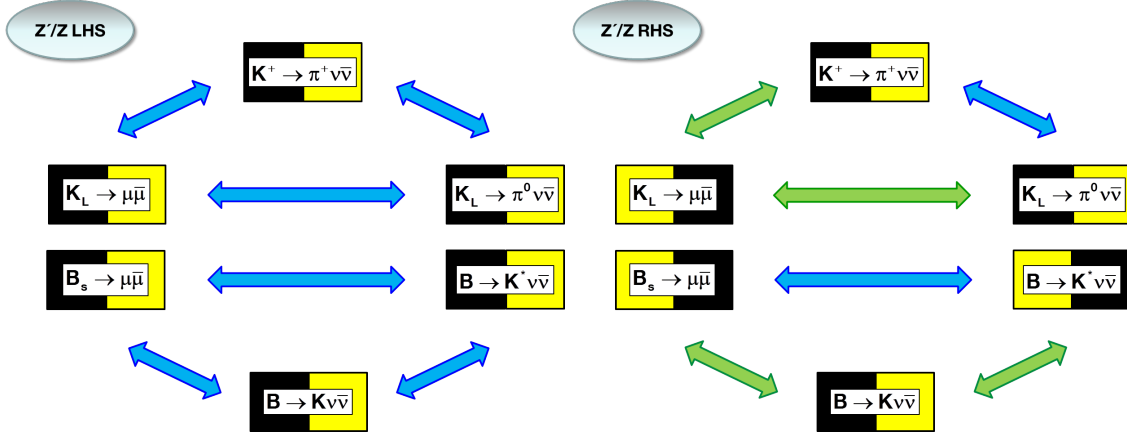 Z′/Z LHS
K⁺ → π⁺νν̄
K_L → μμ̄
K_L → π⁰νν̄
B_s → μμ̄
B → K*νν̄
B → Kνν̄
Z′/Z RHS
K⁺ → π⁺νν̄
K_L → μμ̄
K_L → π⁰νν̄
B_s → μμ̄
B → K*νν̄
B → Kνν̄